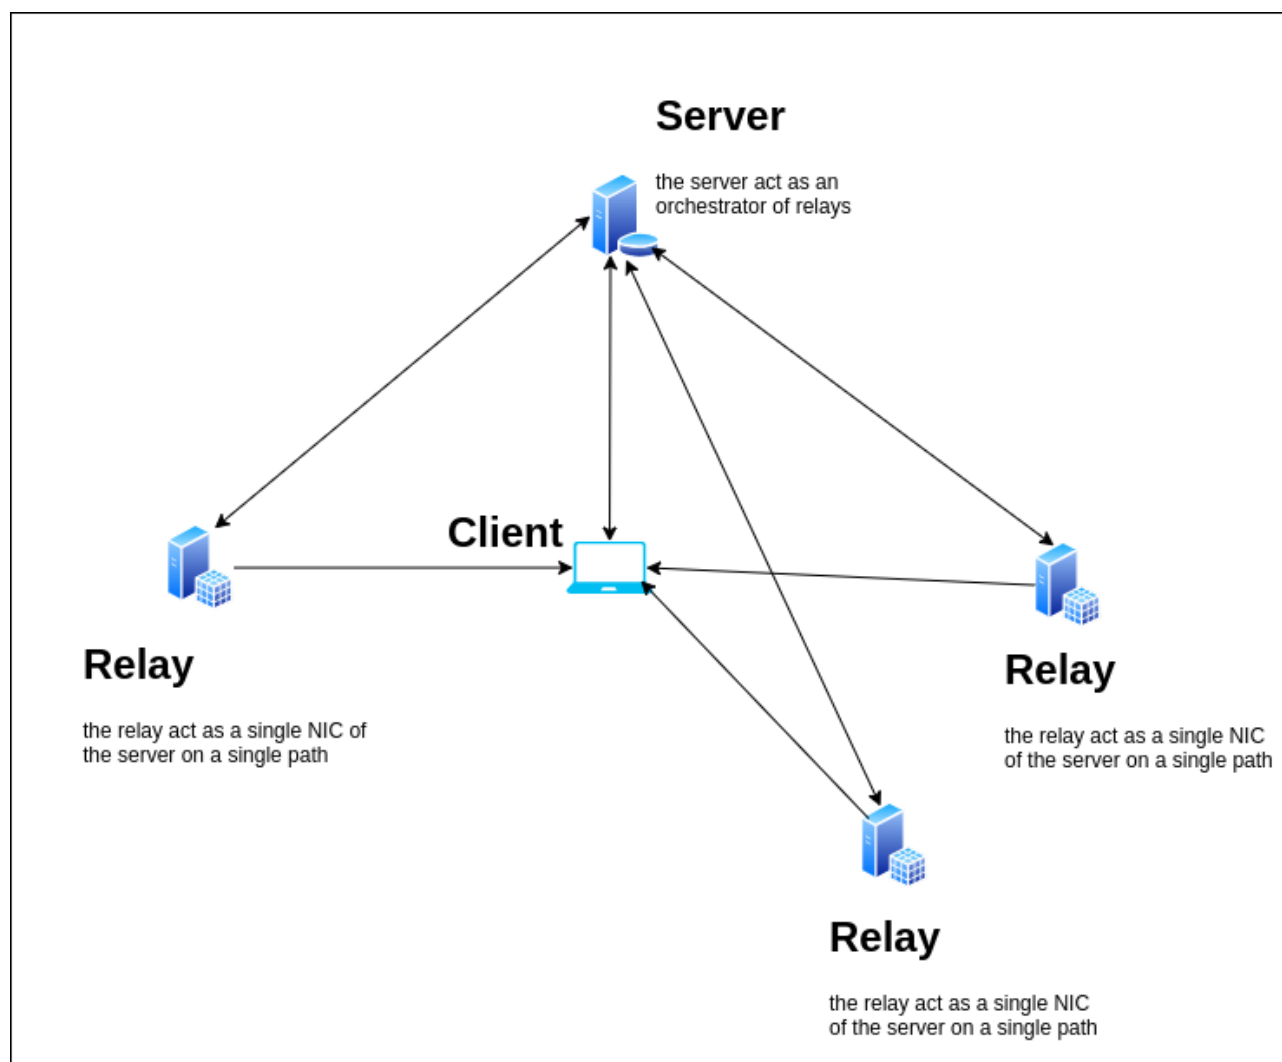 Server
the server act as an
orchestrator of relays
Client
Relay
the relay act as a single NIC of
the server on a single path
Relay
the relay act as a single NIC
of the server on a single path
Relay
the relay act as a single NIC
of the server on a single path